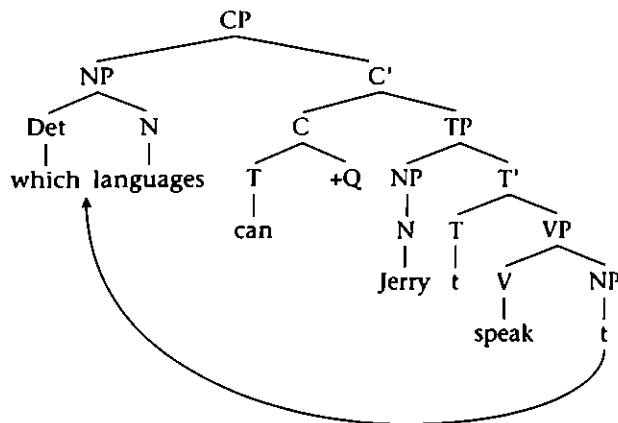 CP
NP C'
Det N C TP
which languages T +Q NP T'
can N T VP
Jerry t V NP
speak t